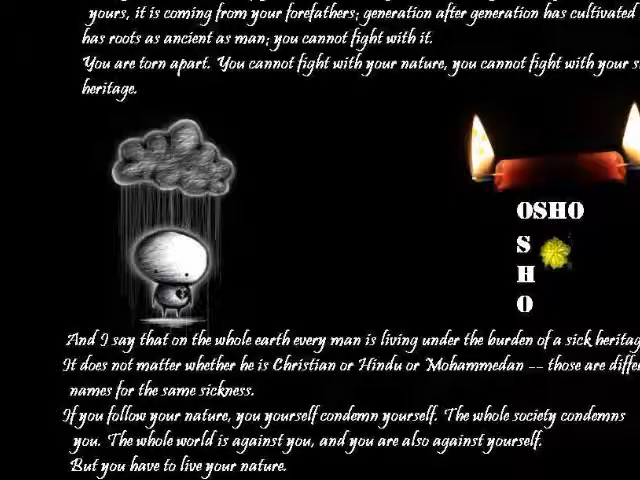 yours, it is coming from your forefathers; generation after generation has cultivated
has roots as ancient as man; you cannot fight with it.
You are torn apart. You cannot fight with your nature, you cannot fight with your
heritage.
OSHO
S
H
O
And I say that on the whole earth every man is living under the burden of a sick
It does not matter whether he is Christian or Hindu or Mohammedan -- those are
names for the same sickness.
If you follow your nature, you yourself condemn yourself. The whole society condemns
you. The whole world is against you, and you are also against yourself.
But you have to live your nature.